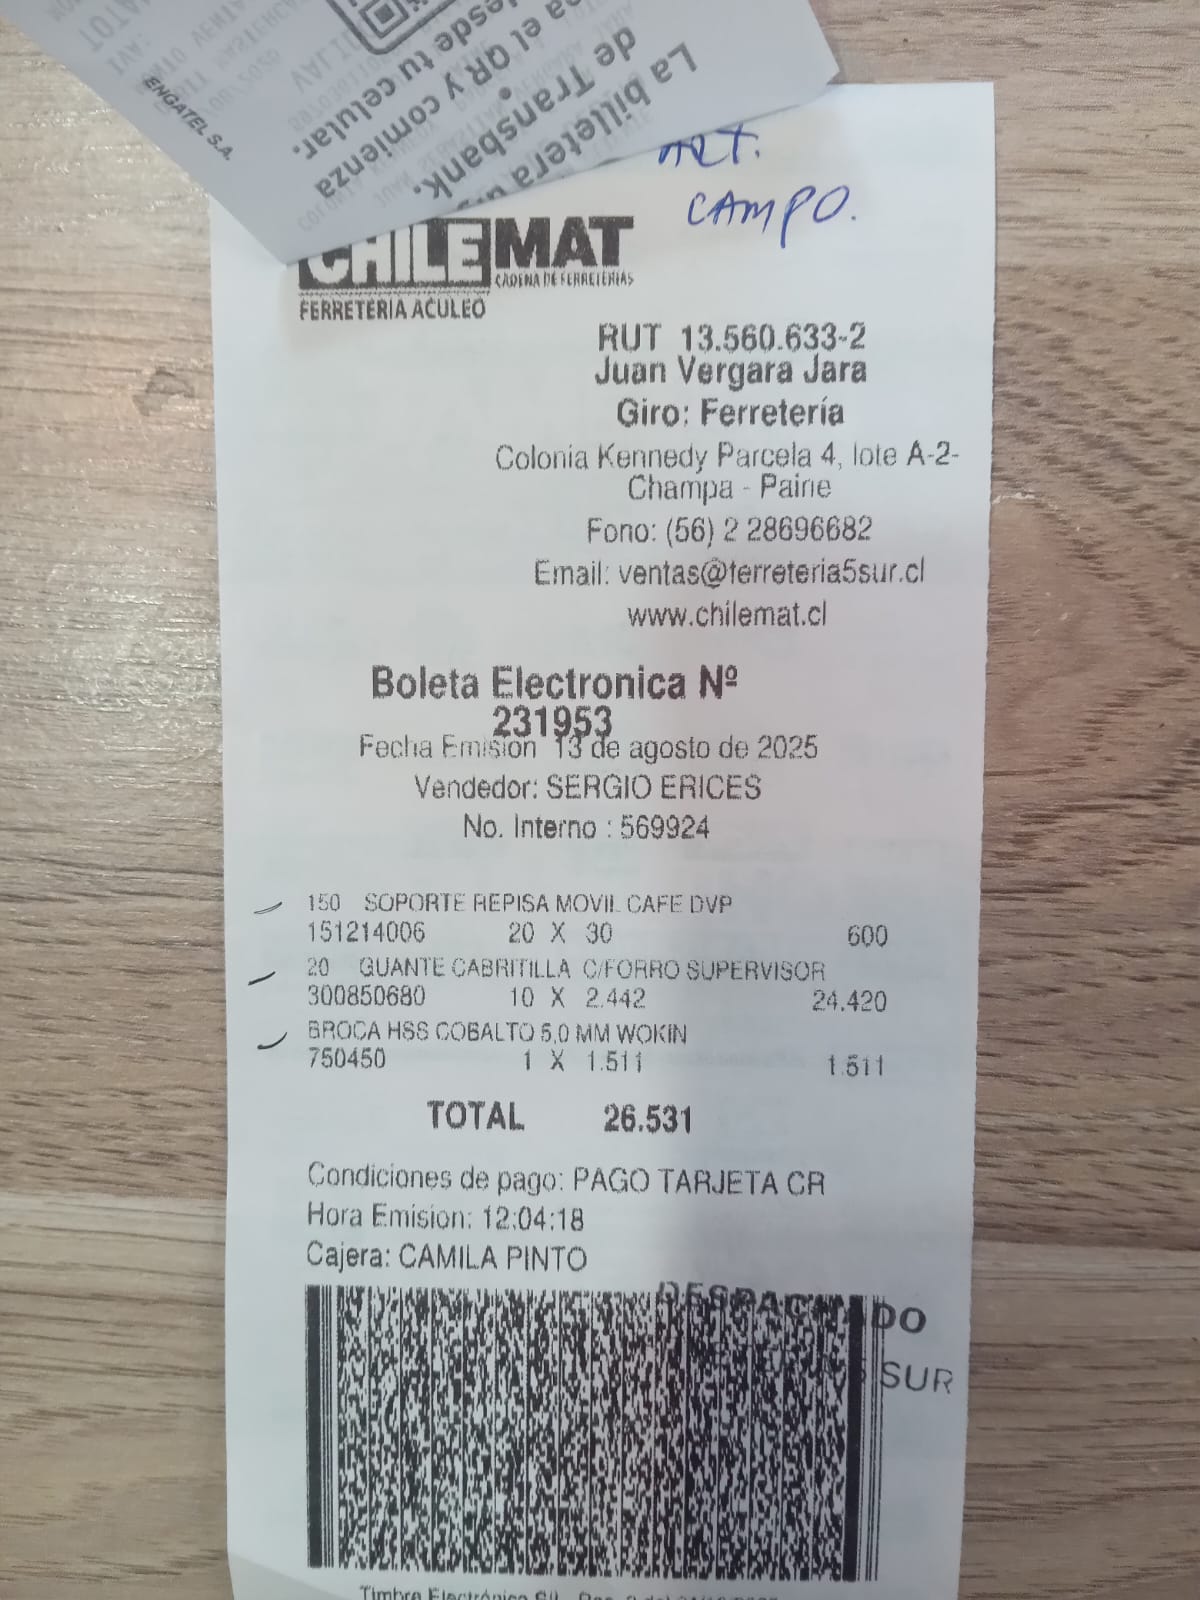 ENGATEL S.A.
La billetera d
de Transbank.
a el QR y comienza
desde tu celular.
ART.
CAMPO.
CHILEMAT
CADENA DE FERRETERIAS
FERRETERIA ACULEO
RUT 13.560.633-2
Juan Vergara Jara
Giro: Ferretería
Colonia Kennedy Parcela 4, lote A-2-
Champa - Paine
Fono: (56) 2 28696682
Email: ventas@ferreteria5sur.cl
www.chilemat.cl
Boleta Electronica Nº
231953
Fecha Emision 13 de agosto de 2025
Vendedor: SERGIO ERICES
No. Interno : 569924
150 SOPORTE REPISA MOVIL CAFE DVP
151214006 20 X 30 600
20 GUANTE CABRITILLA C/FORRO SUPERVISOR
300850680 10 X 2.442 24.420
BROCA HSS COBALTO 5,0 MM WOKIN
750450 1 X 1.511 1.511
TOTAL 26.531
Condiciones de pago: PAGO TARJETA CR
Hora Emision: 12:04:18
Cajera: CAMILA PINTO
DESPACHADO
SUR
Timbre Electrónico SII